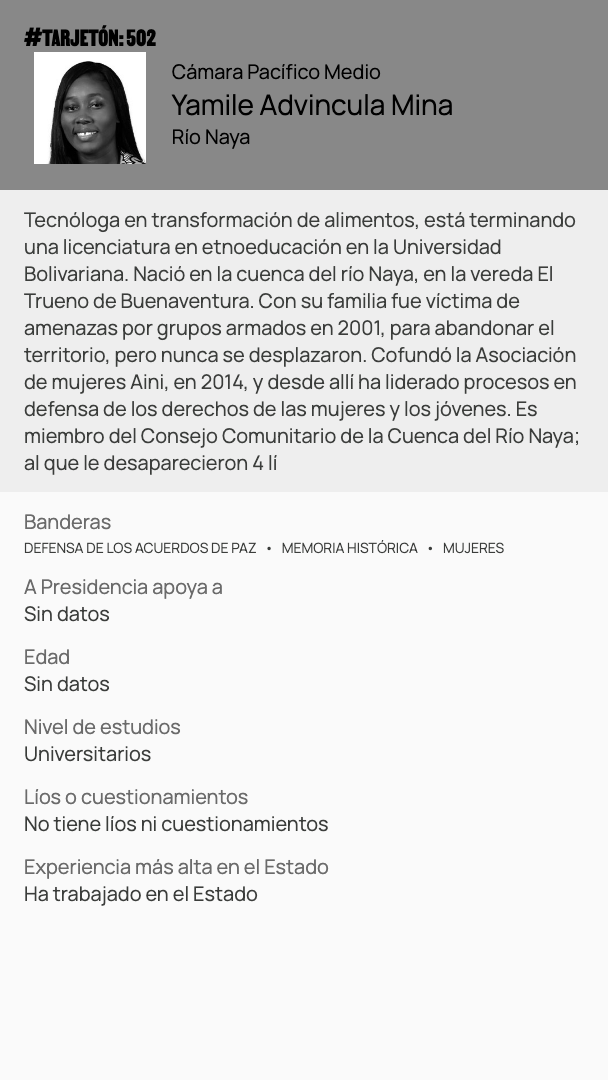 #TARJETÓN: 502
Cámara Pacífico Medio
Yamile Advincula Mina
Río Naya
Tecnóloga en transformación de alimentos, está terminando
una licenciatura en etnoeducación en la Universidad
Bolivariana. Nació en la cuenca del río Naya, en la vereda El
Trueno de Buenaventura. Con su familia fue víctima de
amenazas por grupos armados en 2001, para abandonar el
territorio, pero nunca se desplazaron. Cofundó la Asociación
de mujeres Aini, en 2014, y desde allí ha liderado procesos en
defensa de los derechos de las mujeres y los jóvenes. Es
miembro del Consejo Comunitario de la Cuenca del Río Naya;
al que le desaparecieron 4 lí
Banderas
DEFENSA DE LOS ACUERDOS DE PAZ • MEMORIA HISTÓRICA • MUJERES
A Presidencia apoya a
Sin datos
Edad
Sin datos
Nivel de estudios
Universitarios
Líos o cuestionamientos
No tiene líos ni cuestionamientos
Experiencia más alta en el Estado
Ha trabajado en el Estado